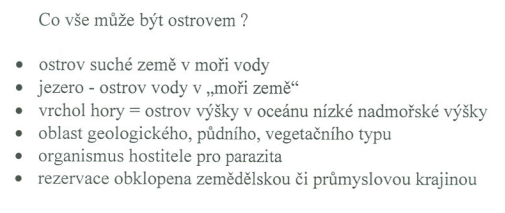 Co vše může být ostrovem ?
• ostrov suché země v moři vody
• jezero - ostrov vody v „moři země“
• vrchol hory = ostrov výšky v oceánu nízké nadmořské výšky
• oblast geologického, půdního, vegetačního typu
• organismus hostitele pro parazita
• rezervace obklopena zemědělskou či průmyslovou krajinou